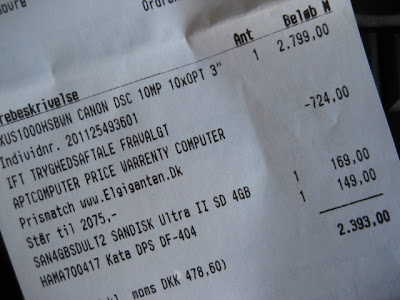 ovre
rebeskrivelse Ant Beløb M
XUS1000HSBWN CANON DSC 10MP 10xOPT 3" 1 2.799,00
Individnr. 201125433601
IFT TRYGHEDSAFTALE FRAVALGT
APTCOMPUTER PRICE WARRENTY COMPUTER -724,00
Prismatch www.Elgiganten.Dk
Står til 2075,-
SAN4GBSDULT2 SANDISK Ultra II SD 4GB 1 169,00
HAMA700417 Kata DPS DF-404 1 149,00
2.393,00
moms DKK 478,60)